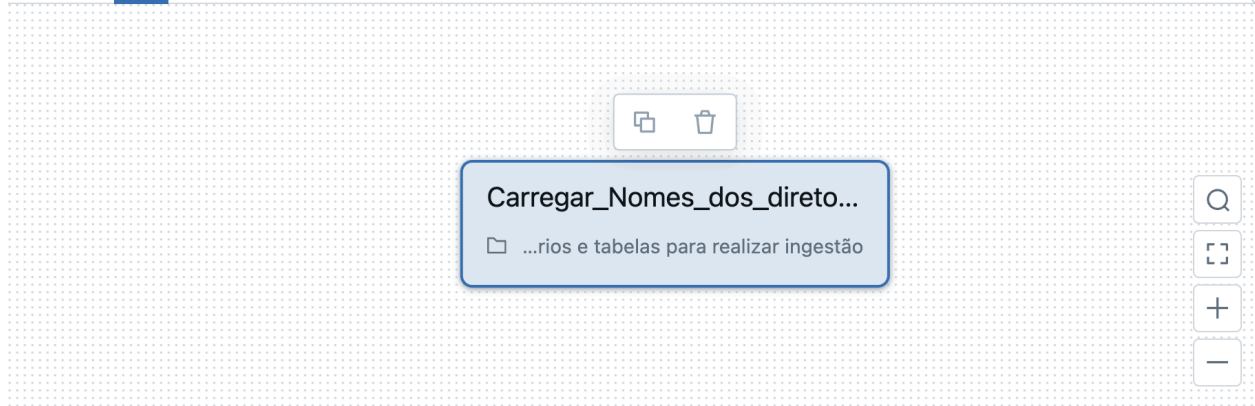 Carregar_Nomes_dos_direto...
...rios e tabelas para realizar ingestão